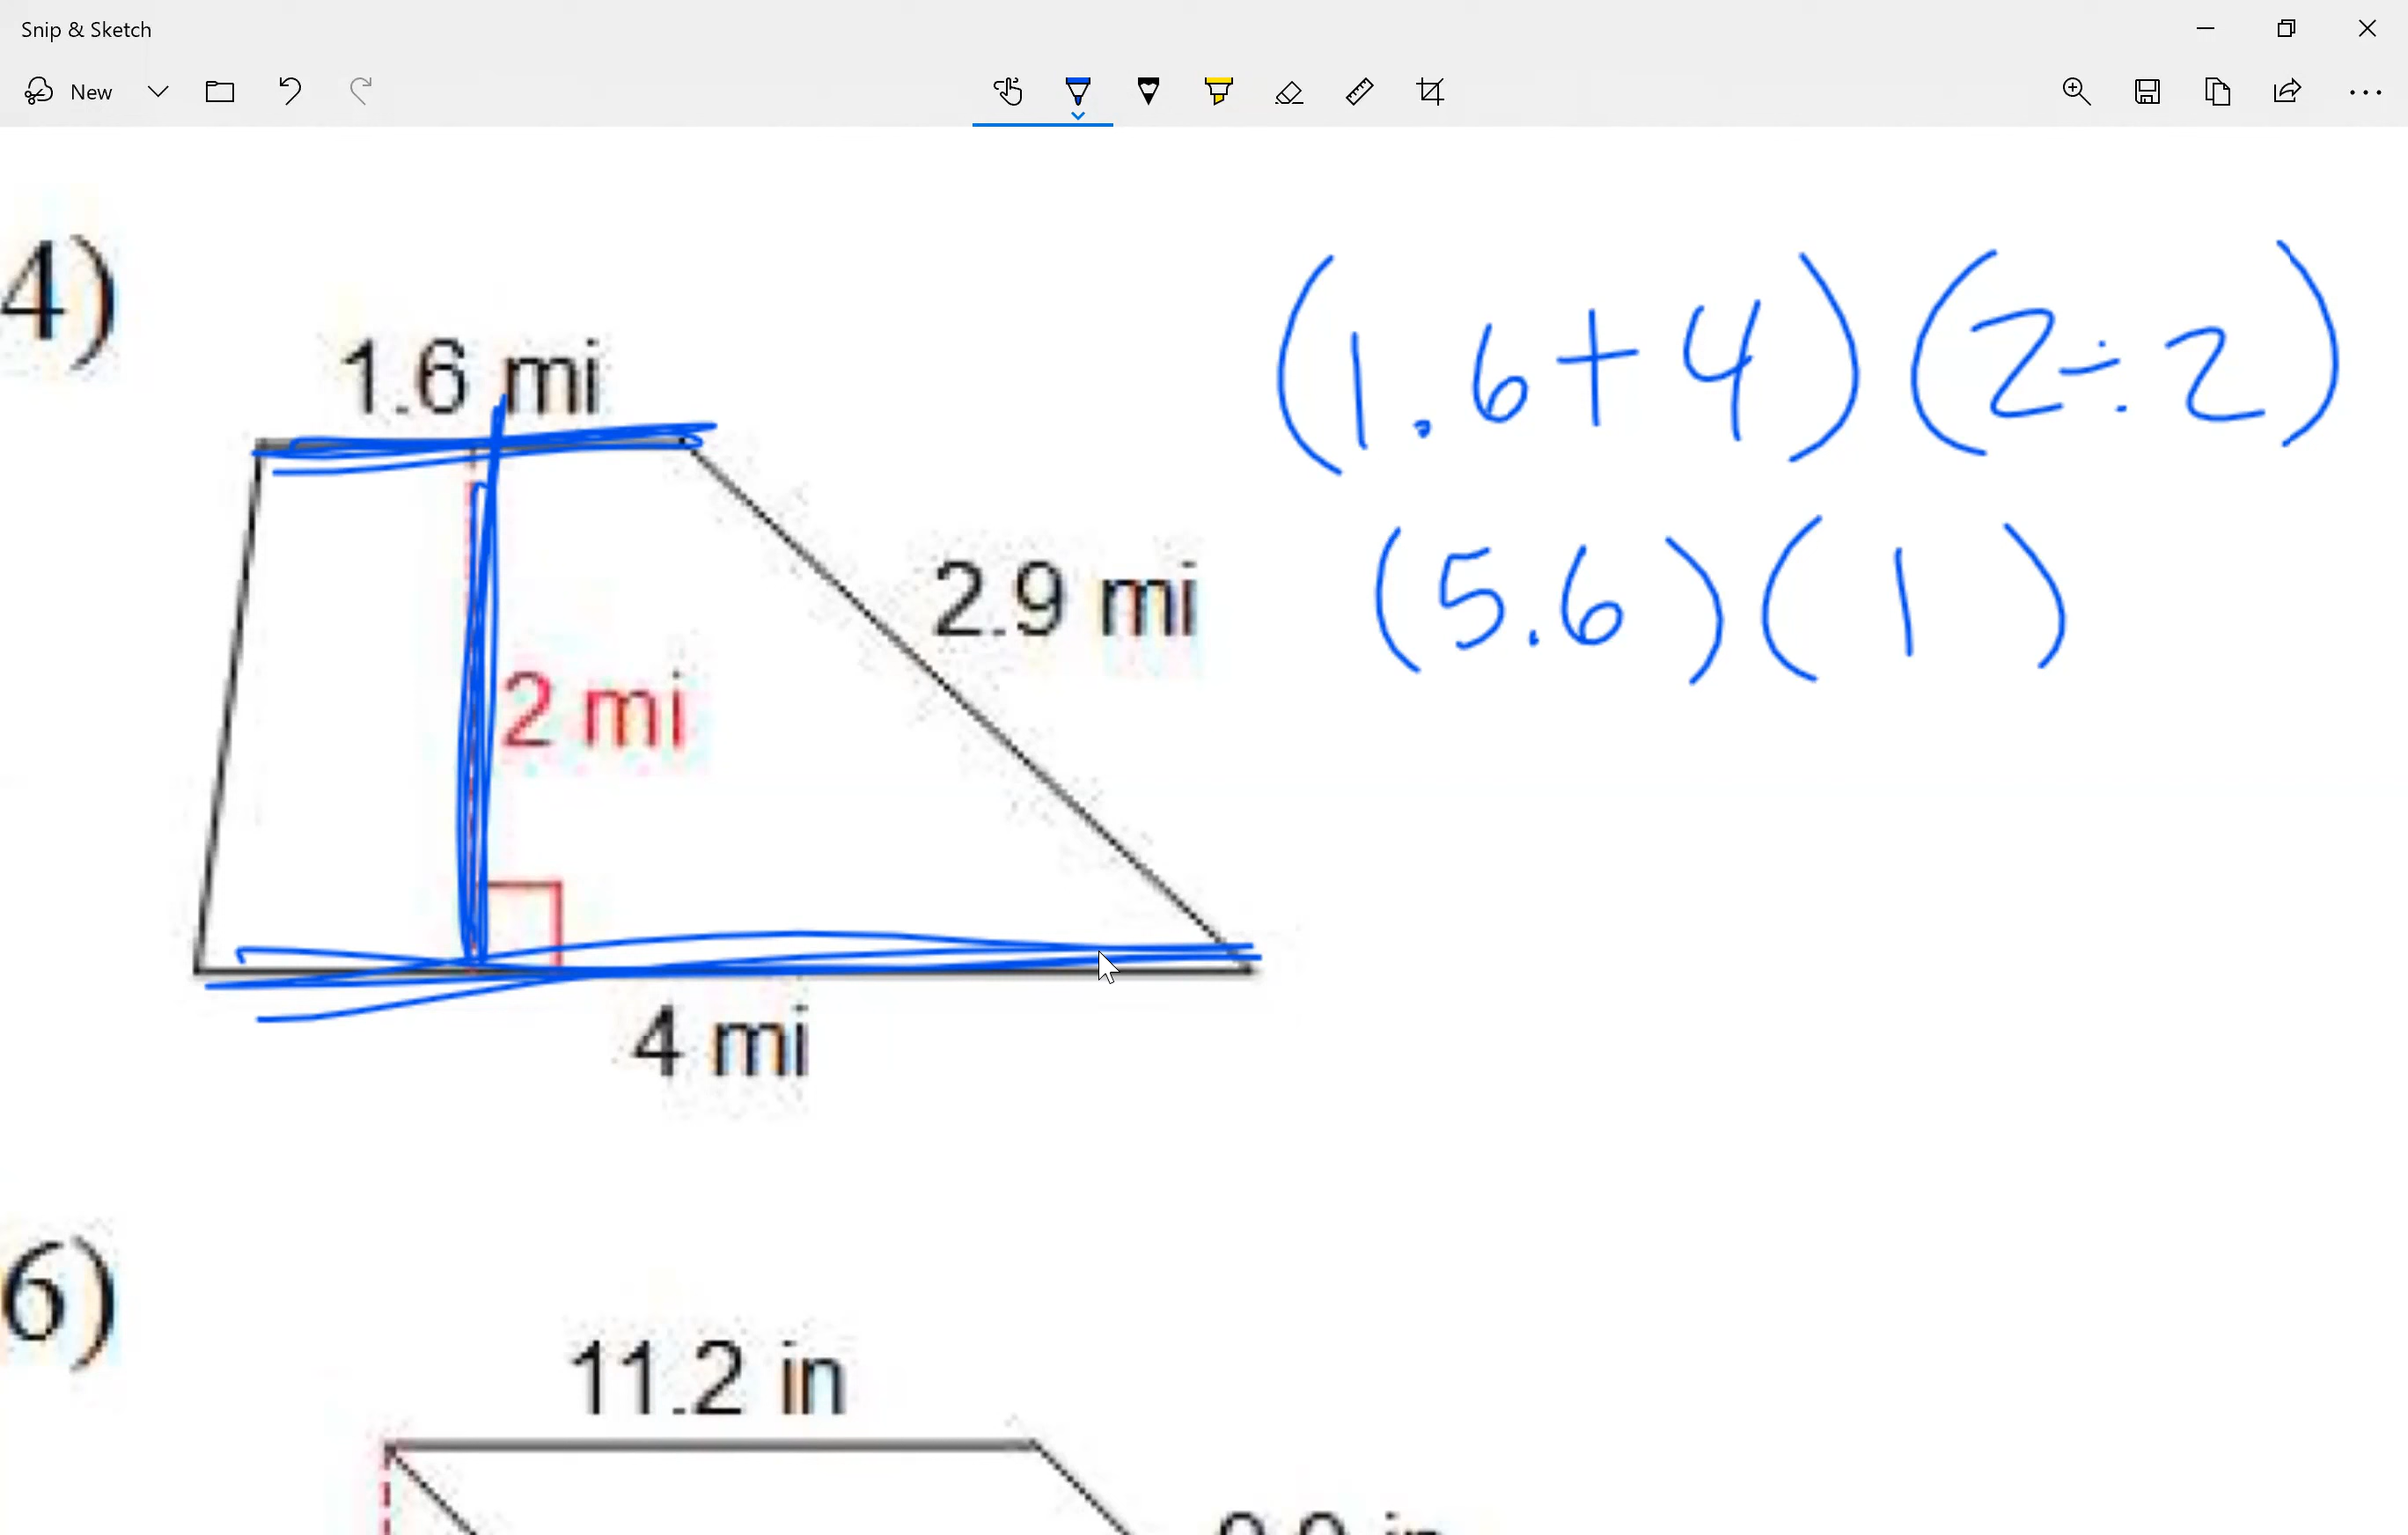 Snip & Sketch
New
4)
1.6 mi
(1.6+4)(2÷2)
(5.6)(1)
2.9 mi
2 mi
4 mi
6)
11.2 in